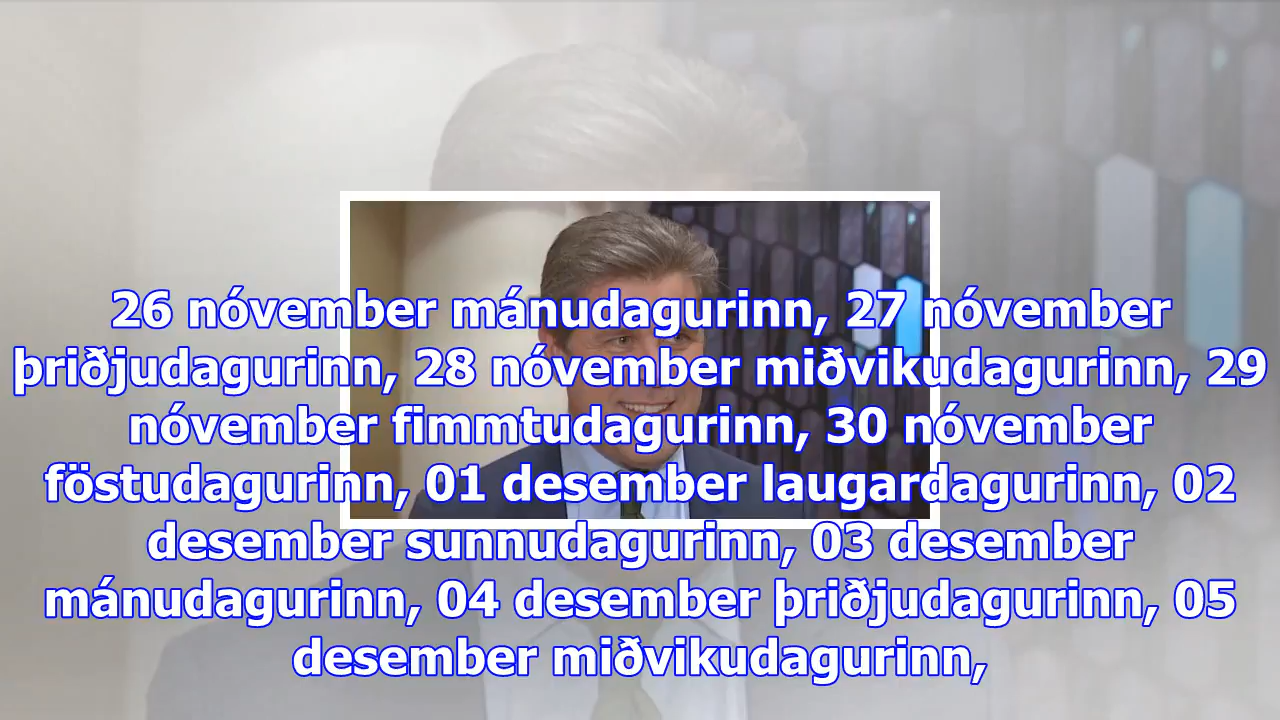 26 nóvember mánudagurinn, 27 nóvember
þriðjudagurinn, 28 nóvember miðvikudagurinn, 29
nóvember fimmtudagurinn, 30 nóvember
föstudagurinn, 01 desember laugardagurinn, 02
desember sunnudagurinn, 03 desember
mánudagurinn, 04 desember þriðjudagurinn, 05
desember miðvikudagurinn,